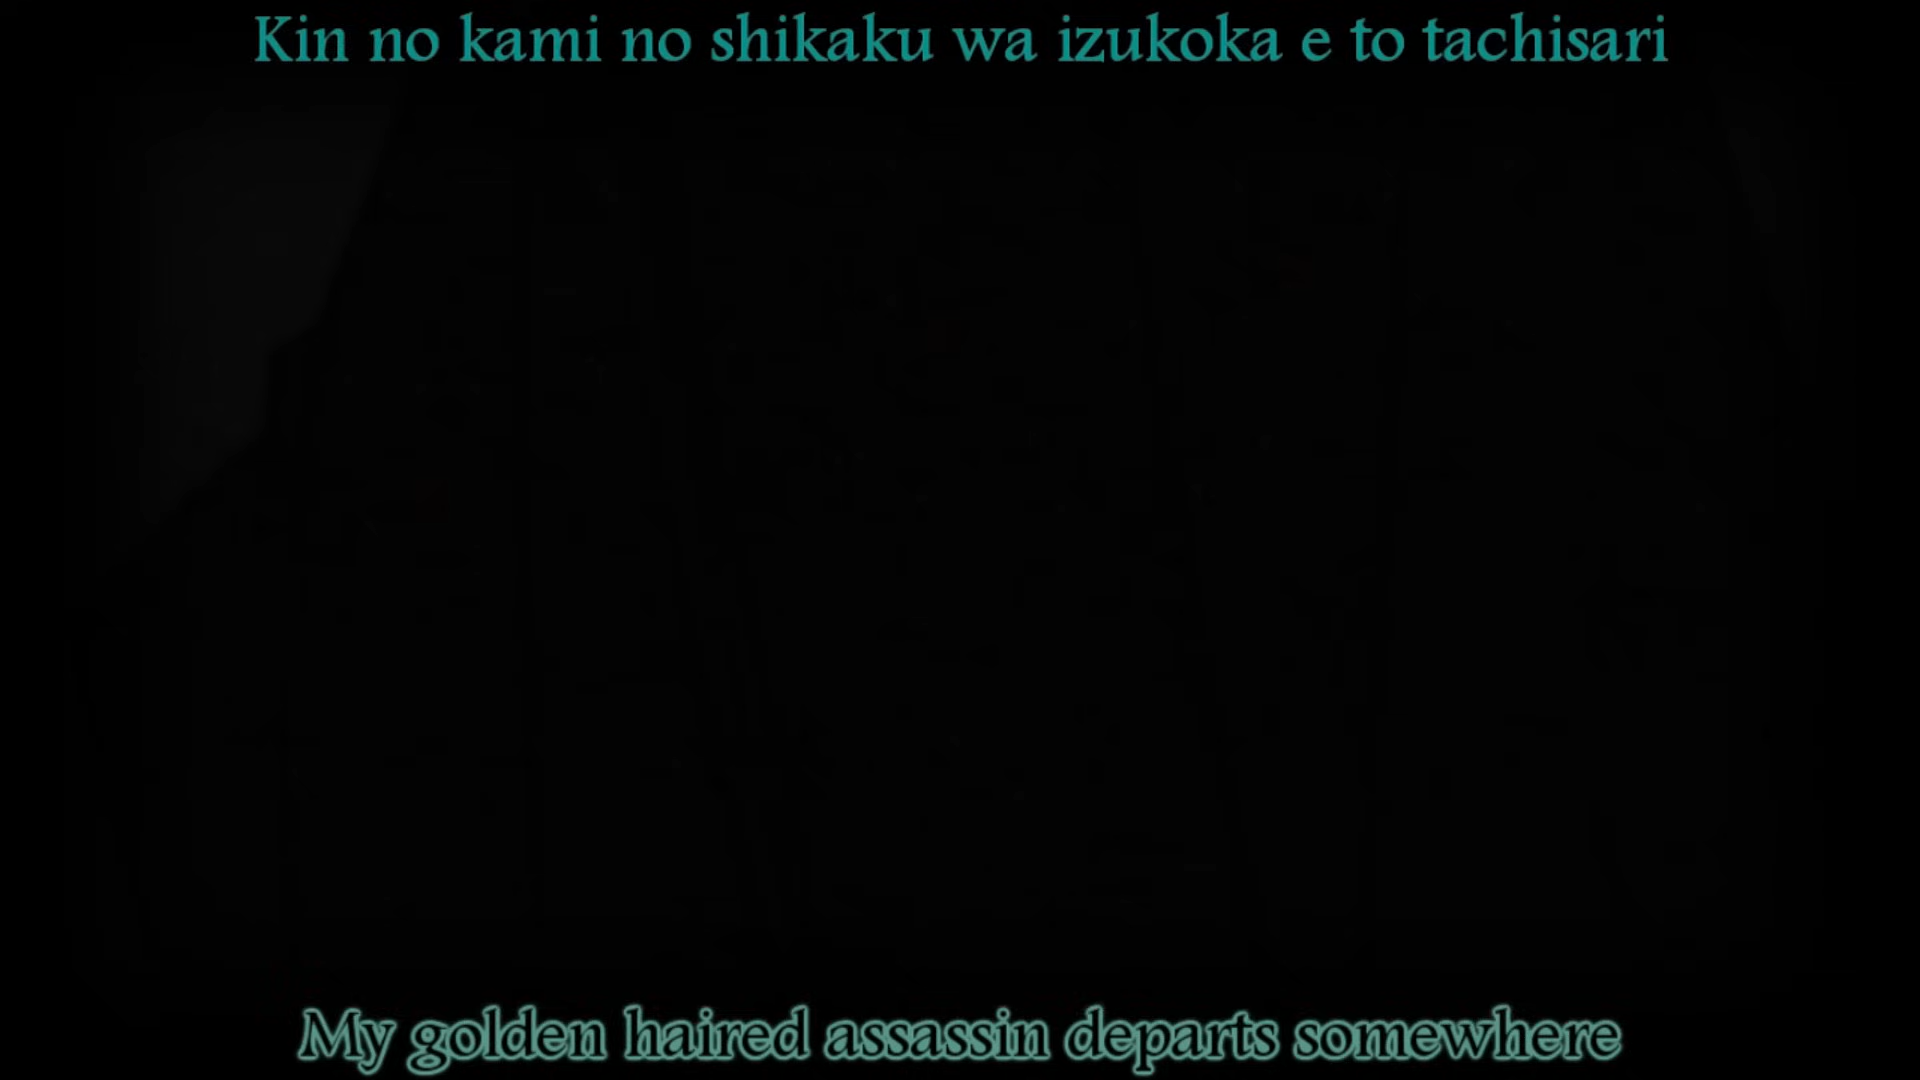 Kin no kami no shikaku wa izukoka e to tachisari
My golden haired assassin departs somewhere